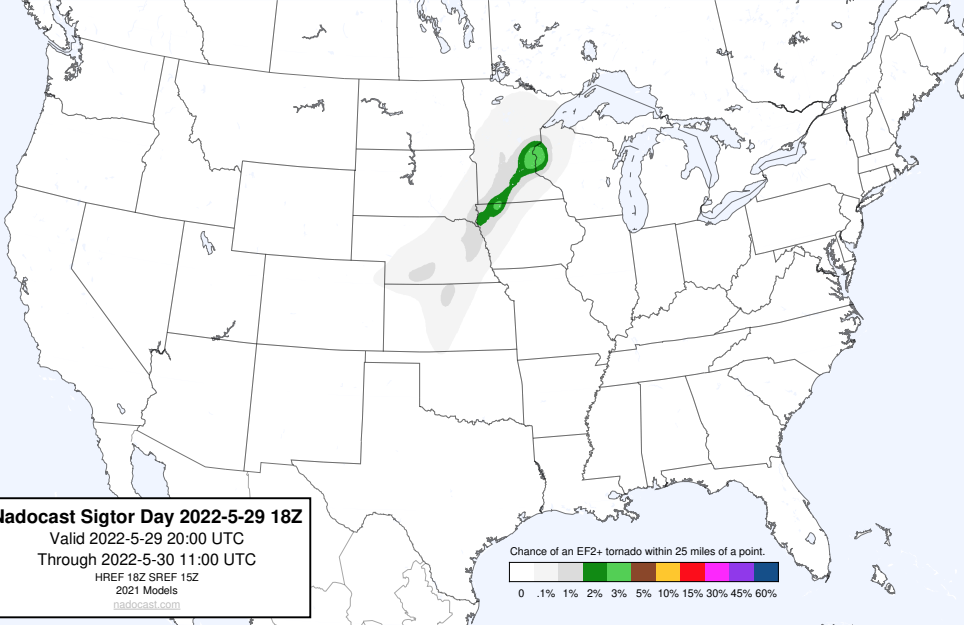 Nadocast Sigtor Day 2022-5-29 18Z
Valid 2022-5-29 20:00 UTC
Through 2022-5-30 11:00 UTC
HREF 18Z SREF 15Z
2021 Models
nadocast.com
Chance of an EF2+ tornado within 25 miles of a point.
0 .1% 1% 2% 3% 5% 10% 15% 30% 45% 60%